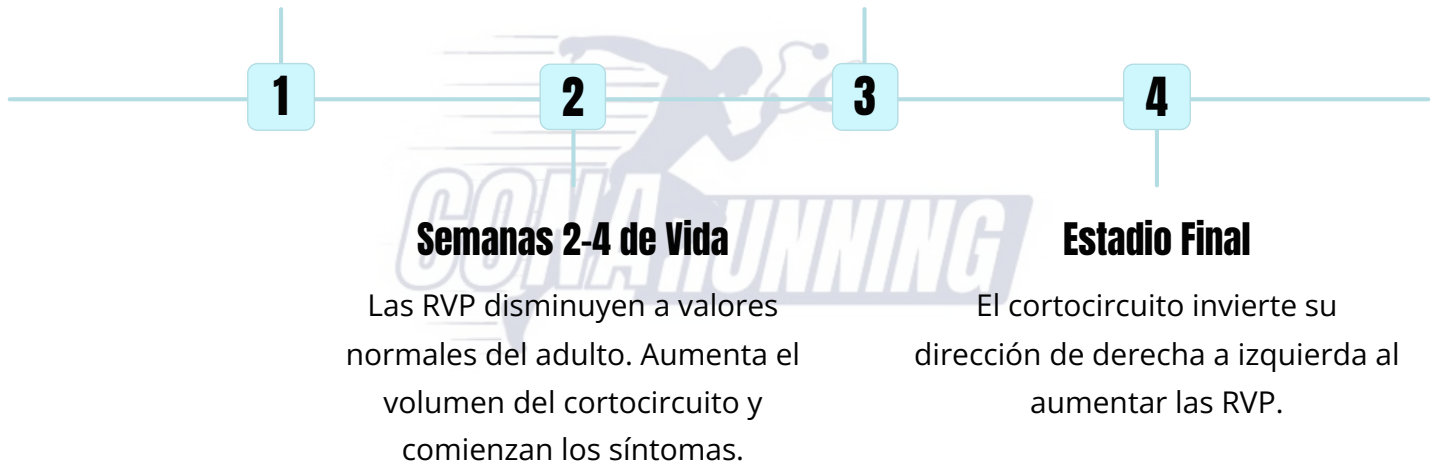 1
2
3
4
CONARUNNING
Semanas 2-4 de Vida
Las RVP disminuyen a valores
normales del adulto. Aumenta el
volumen del cortocircuito y
comienzan los síntomas.
Estadio Final
El cortocircuito invierte su
dirección de derecha a izquierda al
aumentar las RVP.